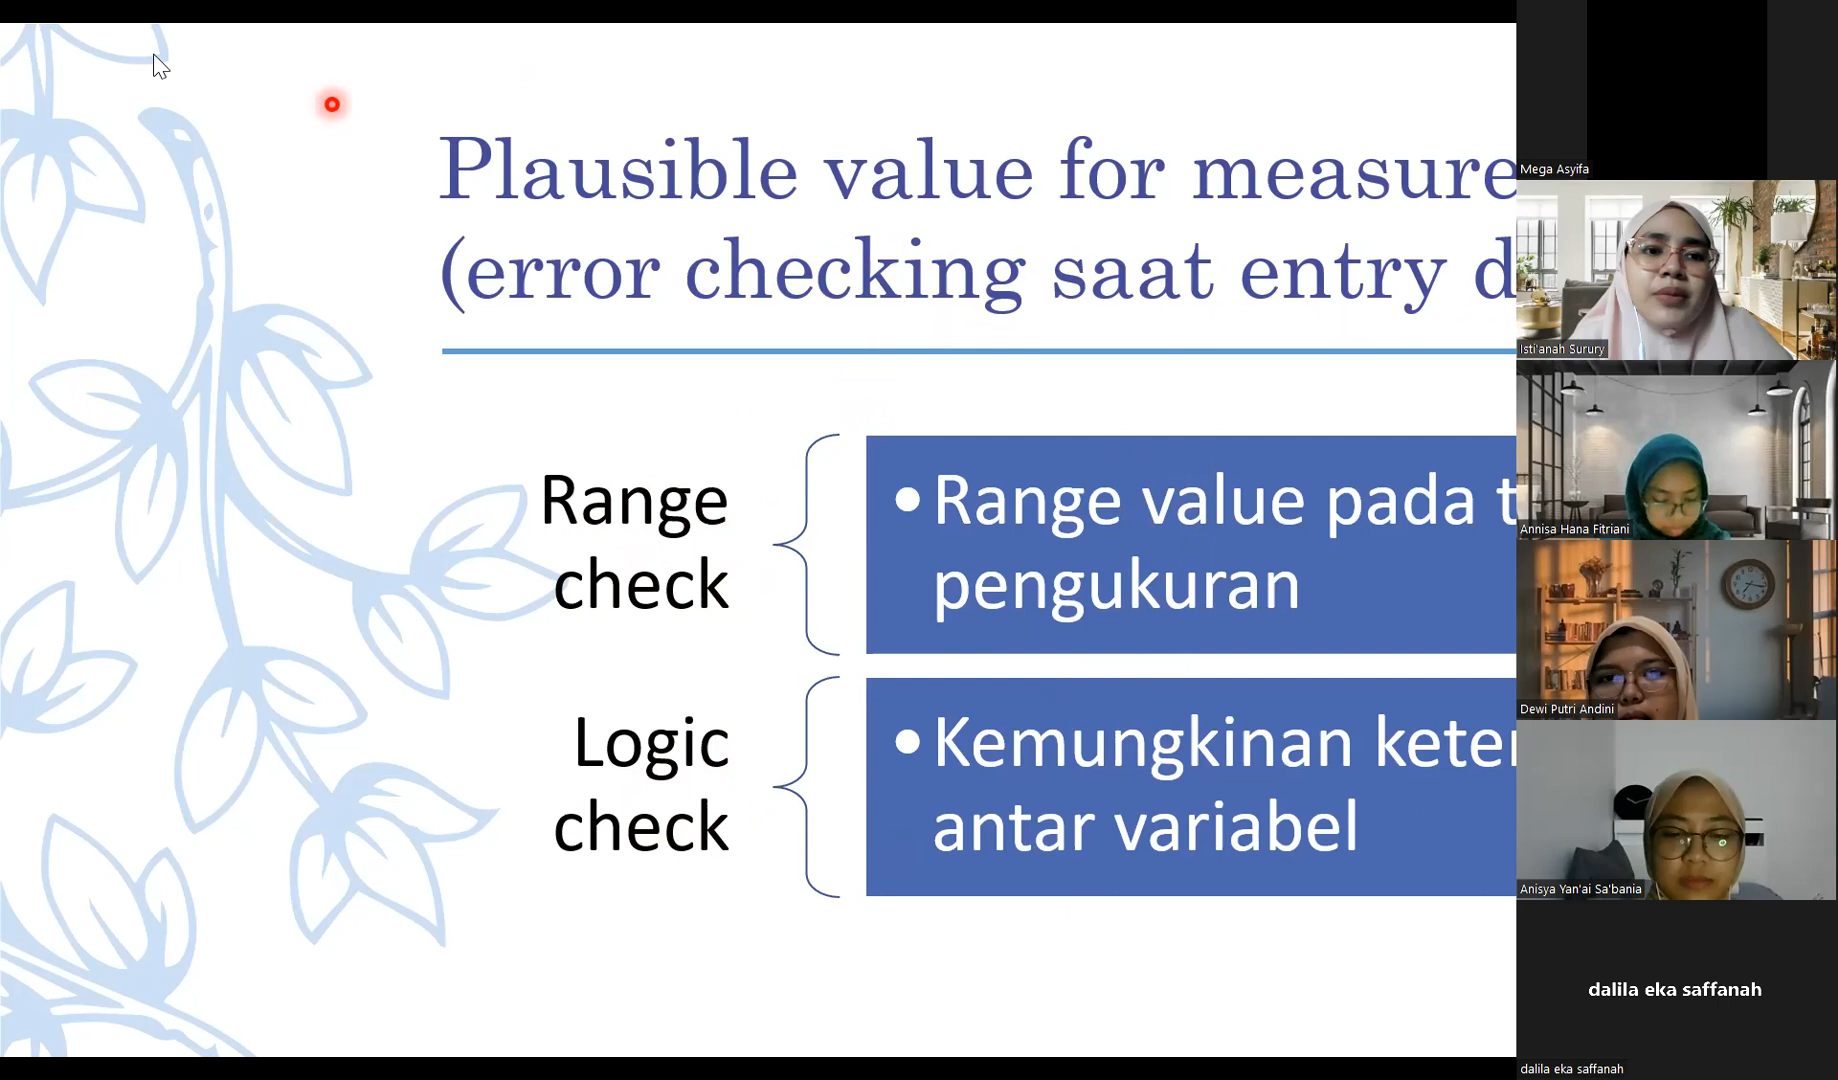 Plausible value for measure
(error checking saat entry d
Range
check
• Range value pada t
pengukuran
Logic
check
• Kemungkinan keter
antar variabel
Mega Asyifa
Isti'anah Surury
Annisa Hana Fitriani
Dewi Putri Andini
Anisya Yan'ai Sa'bania
dalila eka saffanah
dalila eka saffanah